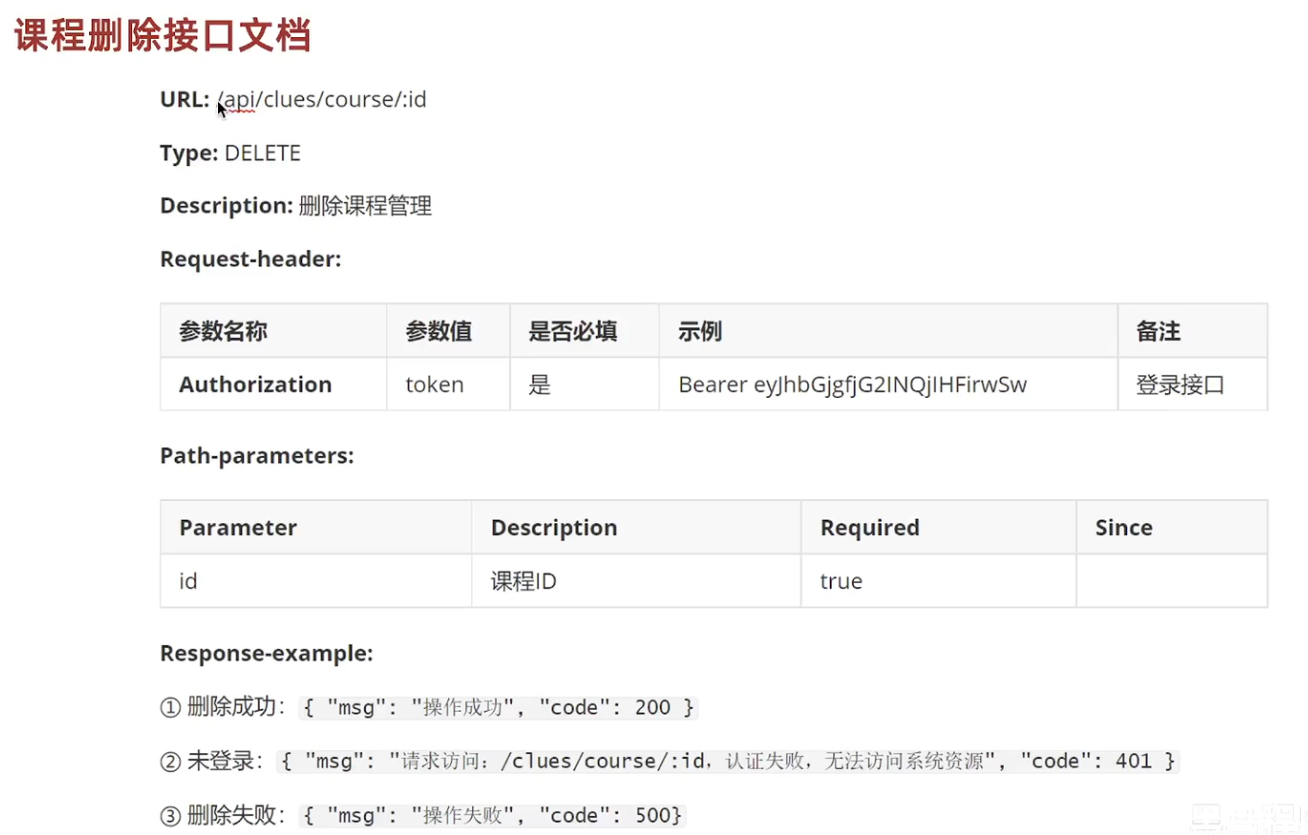 课程删除接口文档
URL: /api/clues/course/:id
Type: DELETE
Description: 删除课程管理
Request-header:
参数名称 参数值 是否必填 示例 备注
Authorization token 是 Bearer eyJhbGjgfjG2INQjIHFirwSw 登录接口
Path-parameters:
Parameter Description Required Since
id 课程ID true
Response-example:
① 删除成功： { "msg": "操作成功", "code": 200 }
② 未登录： { "msg": "请求访问：/clues/course/:id，认证失败，无法访问系统资源", "code": 401 }
③ 删除失败： { "msg": "操作失败", "code": 500}